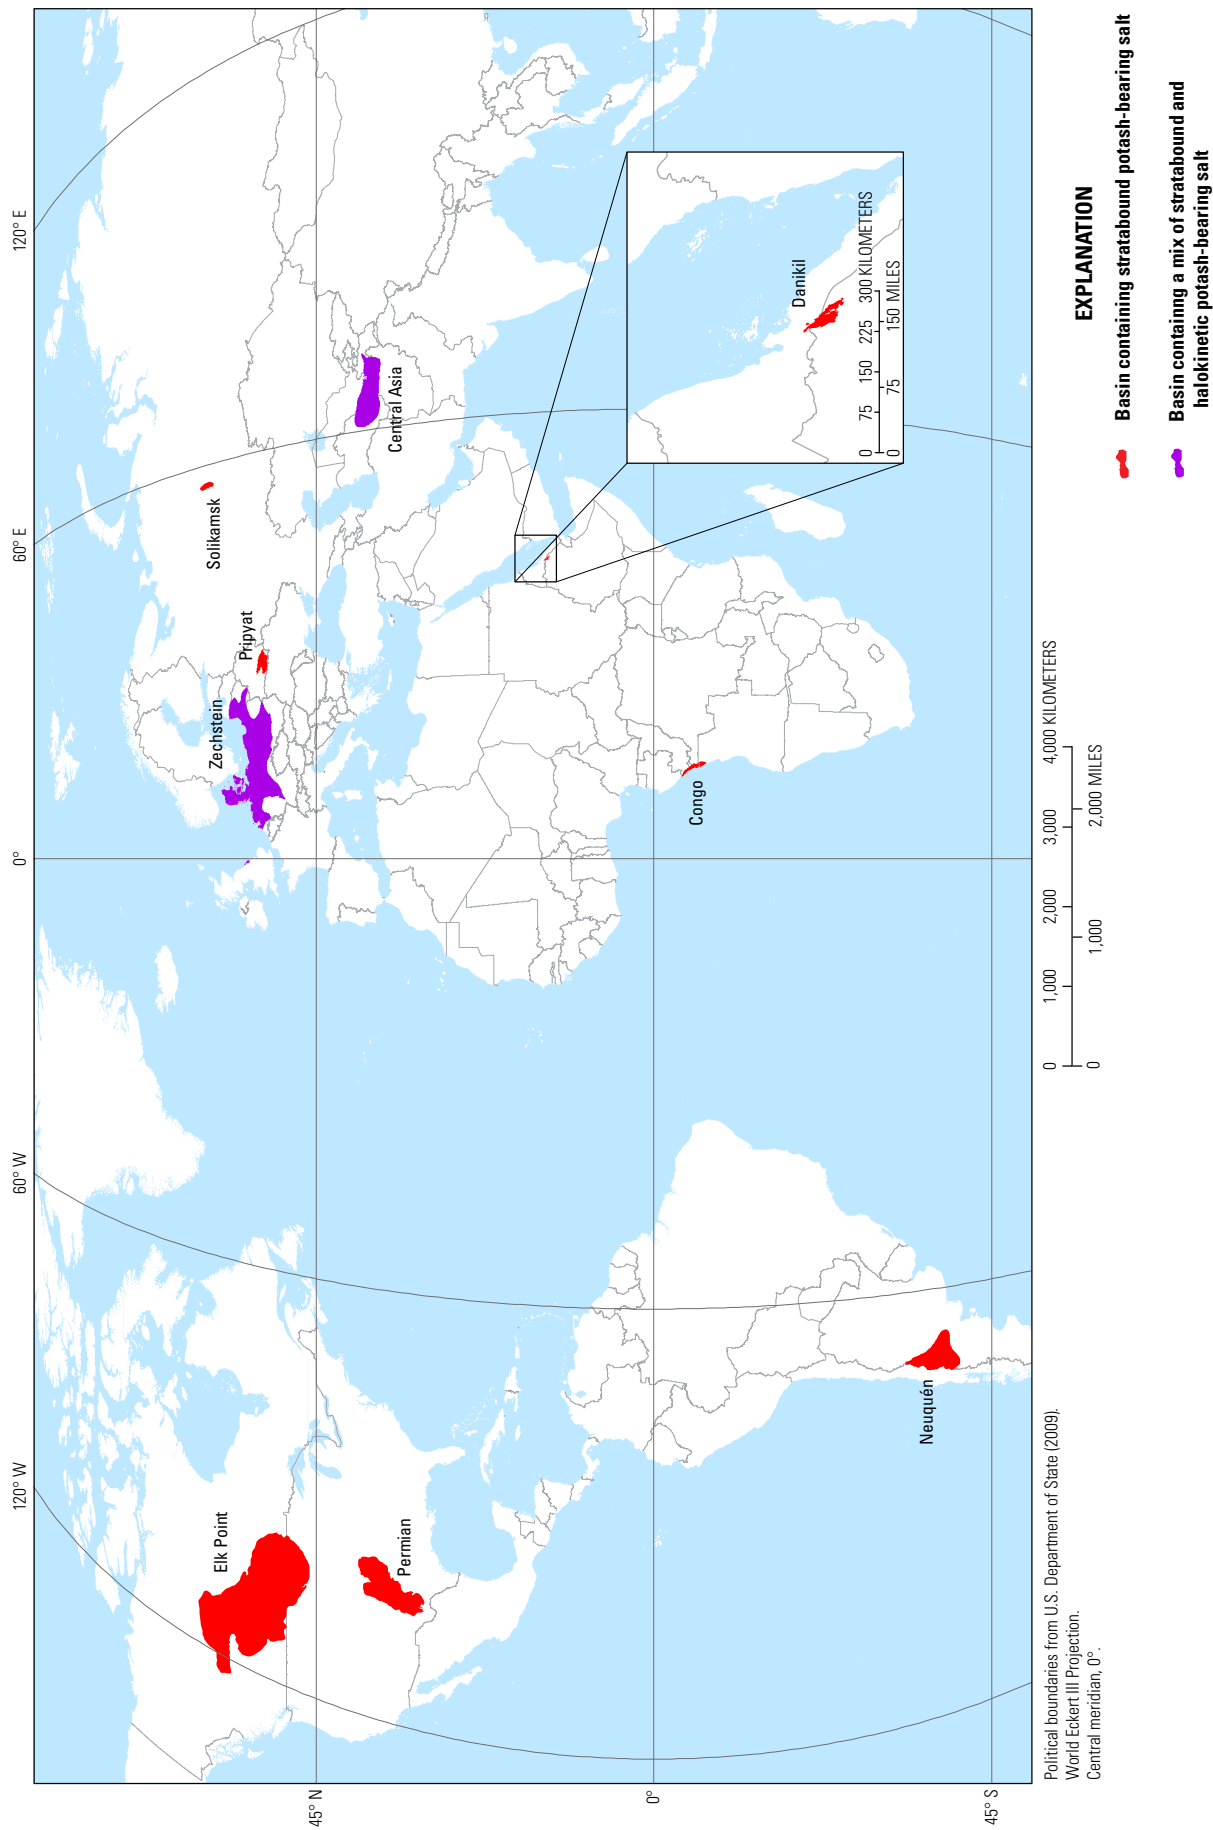 120° W
60° W
0°
60° E
120° E
45° N
0°
45° S
Elk Point
Permian
Neuquén
Zechstein
Pripyat
Solikamsk
Central Asia
Congo
Danikil
0 75 150 225 300 KILOMETERS
0 75 150 MILES
Political boundaries from U.S. Department of State (2009).
World Eckert III Projection.
Central meridian, 0°.
0 1,000 2,000 3,000 4,000 KILOMETERS
0 1,000 2,000 MILES
EXPLANATION
Basin containing stratabound potash-bearing salt
Basin containng a mix of stratabound and
halokinetic potash-bearing salt